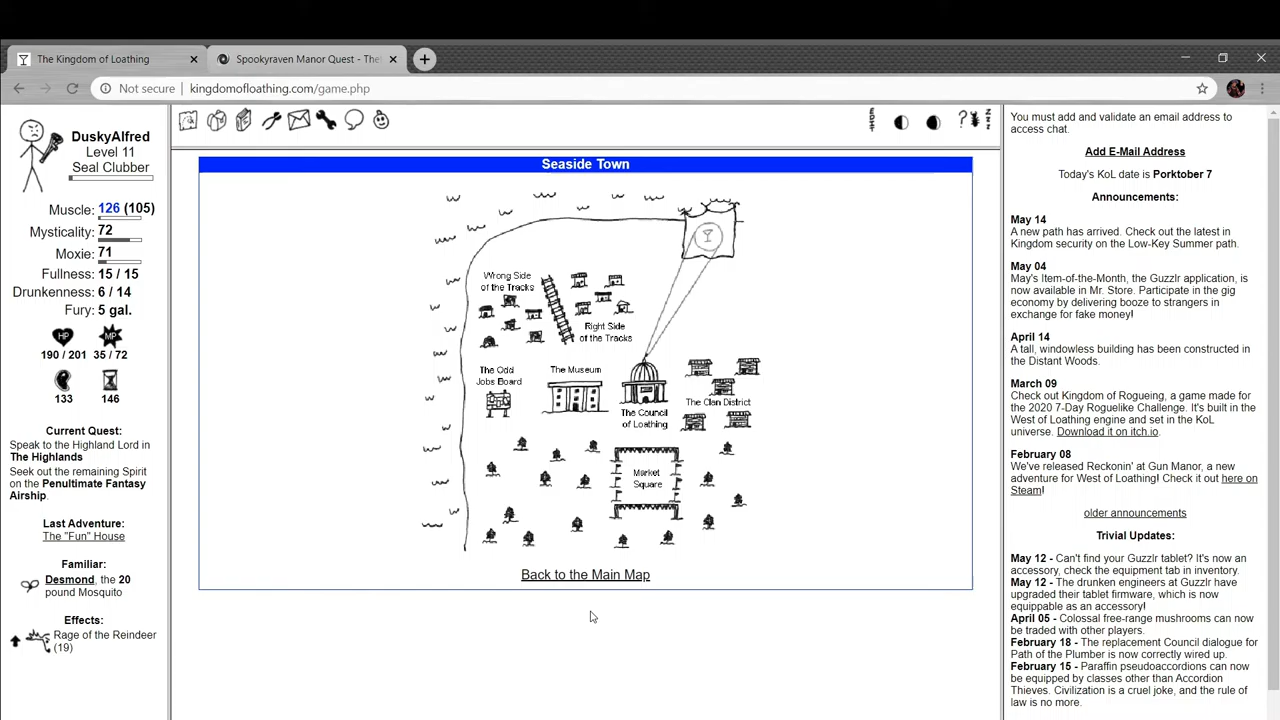 The Kingdom of Loathing
Spookyraven Manor Quest - The
Not secure
kingdomofloathing.com/game.php
DuskyAlfred
Level 11
Seal Clubber
Muscle: 126 (105)
Mysticality: 72
Moxie: 71
Fullness: 15 / 15
Drunkenness: 6 / 14
Fury: 5 gal.
HP
MP
190 / 201
35 / 72
133
146
Current Quest:
Speak to the Highland Lord in
The Highlands
Seek out the remaining Spirit
on the Penultimate Fantasy
Airship.
Last Adventure:
The "Fun" House
Familiar:
Desmond, the 20
pound Mosquito
Effects:
Rage of the Reindeer
(19)
EDIT
?
Zzz
Seaside Town
Wrong Side
of the Tracks
Right Side
of the Tracks
The Odd
Jobs Board
The Museum
The Council
of Loathing
The Clan District
Market
Square
Back to the Main Map
You must add and validate an email address to
access chat.
Add E-Mail Address
Today's KoL date is Porktober 7
Announcements:
May 14
A new path has arrived. Check out the latest in
Kingdom security on the Low-Key Summer path.
May 04
May's Item-of-the-Month, the Guzzlr application, is
now available in Mr. Store. Participate in the gig
economy by delivering booze to strangers in
exchange for fake money!
April 14
A tall, windowless building has been constructed in
the Distant Woods.
March 09
Check out Kingdom of Rogueing, a game made for
the 2020 7-Day Roguelike Challenge. It's built in the
West of Loathing engine and set in the KoL
universe. Download it on itch.io.
February 08
We've released Reckonin' at Gun Manor, a new
adventure for West of Loathing! Check it out here on
Steam!
older announcements
Trivial Updates:
May 12 - Can't find your Guzzlr tablet? It's now an
accessory, check the equipment tab in inventory.
May 12 - The drunken engineers at Guzzlr have
upgraded their tablet firmware, which is now
equippable as an accessory!
April 05 - Colossal free-range mushrooms can now
be traded with other players.
February 18 - The replacement Council dialogue for
Path of the Plumber is now correctly wired up.
February 15 - Paraffin pseudoaccordions can now
be equipped by classes other than Accordion
Thieves. Civilization is a cruel joke, and the rule of
law is no more.